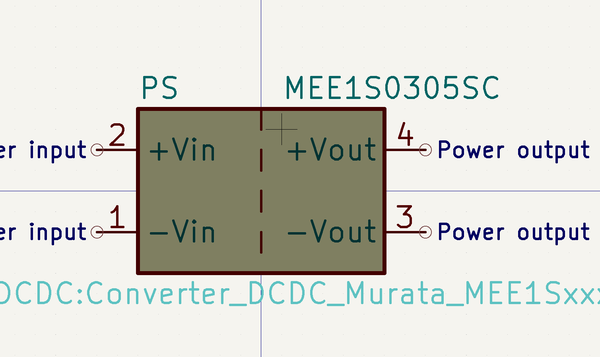 PS MEE1S0305SC
er input 2 +Vin +Vout 4 Power output
er input 1 -Vin -Vout 3 Power output
DCDC:Converter_DCDC_Murata_MEE1Sxx